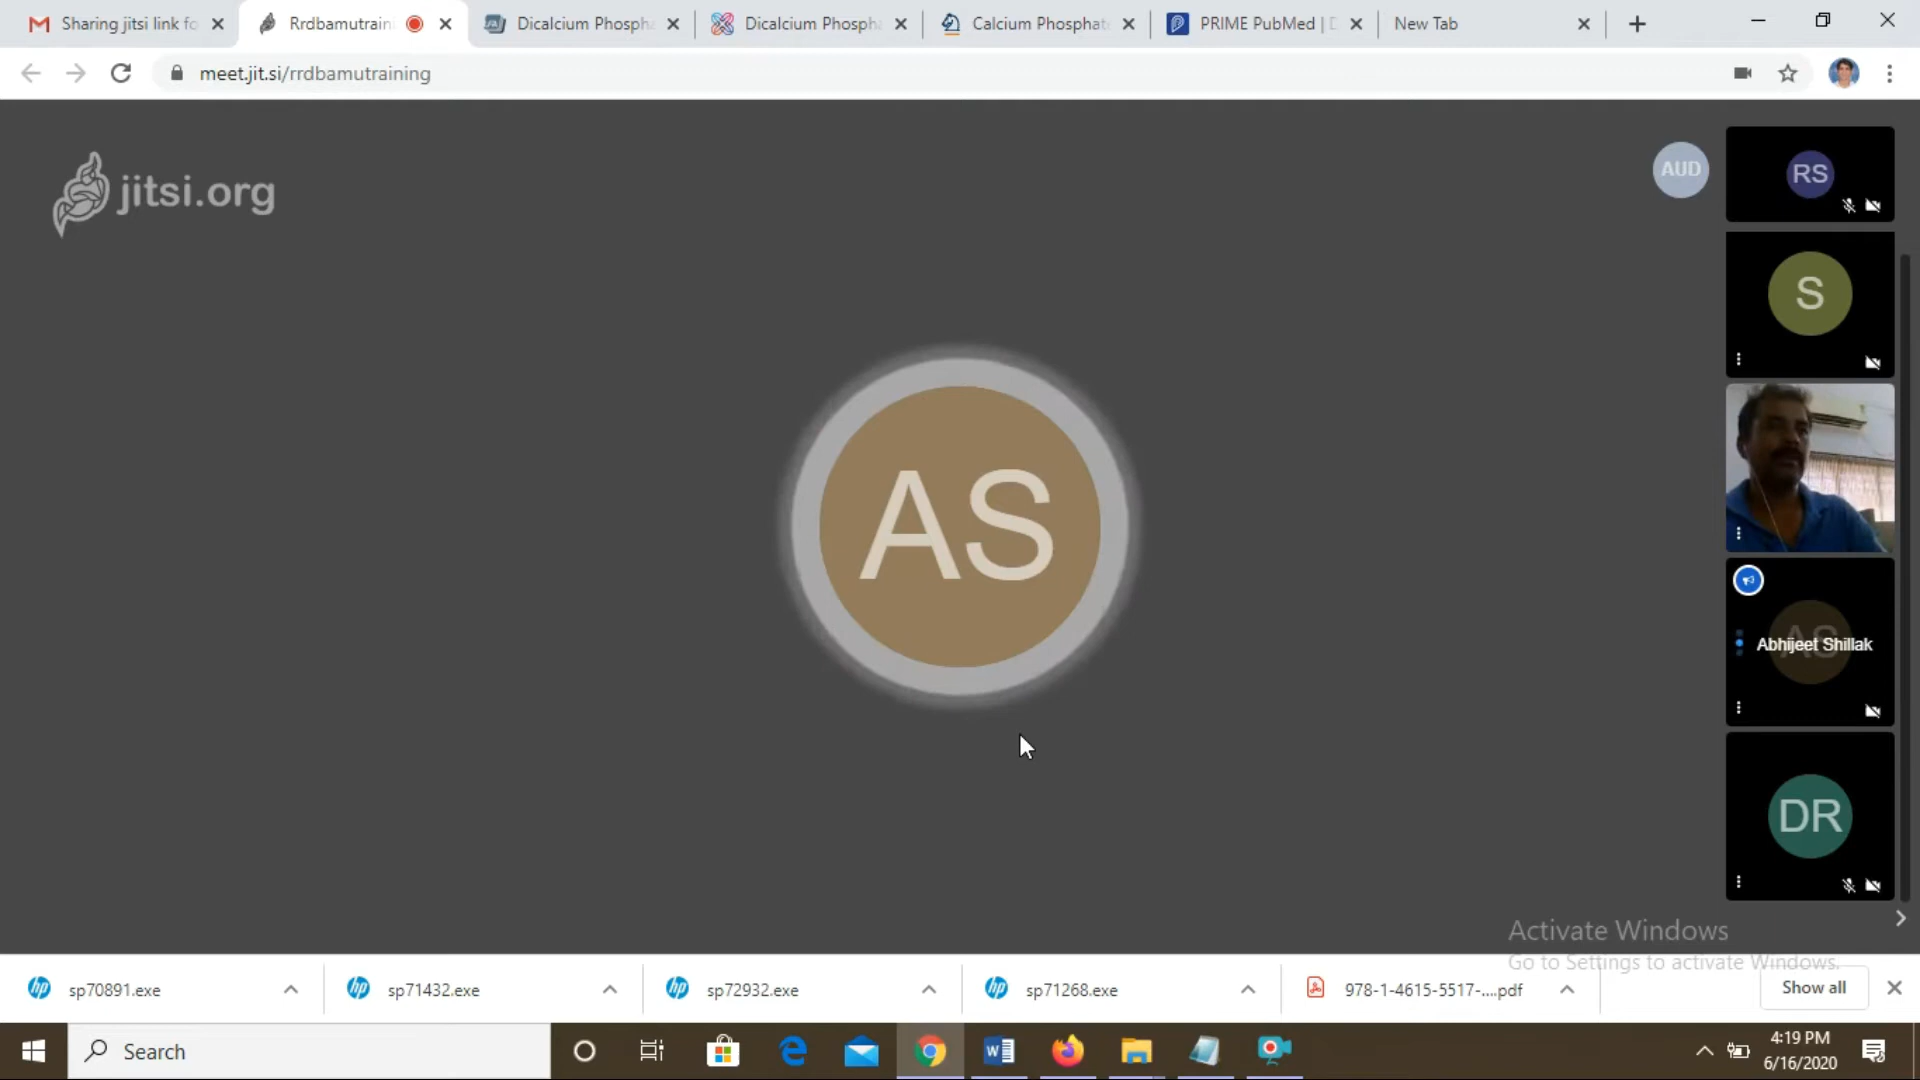 Sharing jitsi link fo
Rrdbamutrain
Dicalcium Phosph
Dicalcium Phosph
Calcium Phosphat
PRIME PubMed | D
New Tab
meet.jit.si/rrdbamutraining
jitsi.org
AUD
RS
S
AS
AS
Abhijeet Shillak
DR
Activate Windows
Go to Settings to activate Windows.
sp70891.exe
sp71432.exe
sp72932.exe
sp71268.exe
978-1-4615-5517-....pdf
Show all
Search
4:19 PM
6/16/2020